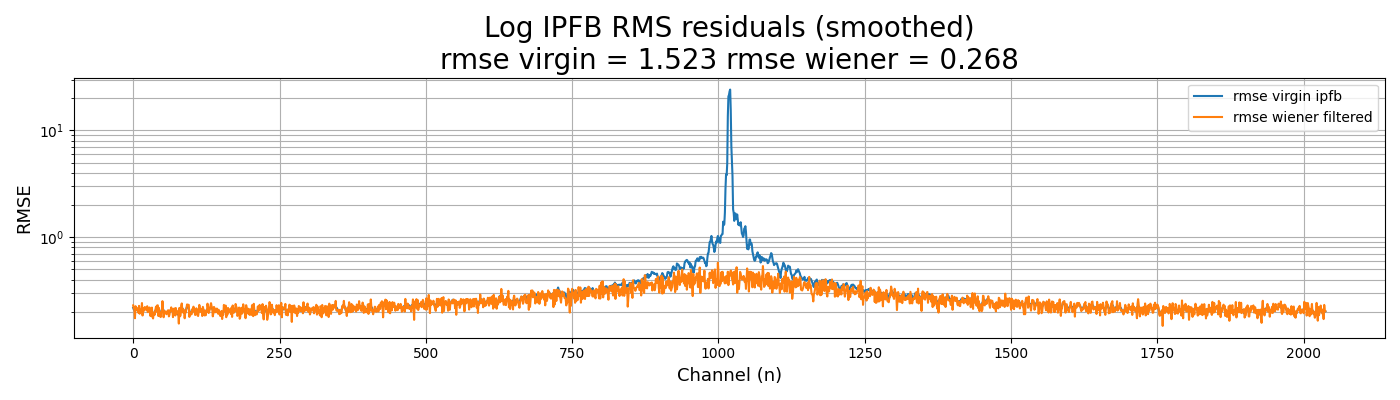 Log IPFB RMS residuals (smoothed)
rmse virgin = 1.523 rmse wiener = 0.268
rmse virgin ipfb
rmse wiener filtered
10¹
10⁰
RMSE
0 250 500 750 1000 1250 1500 1750 2000
Channel (n)